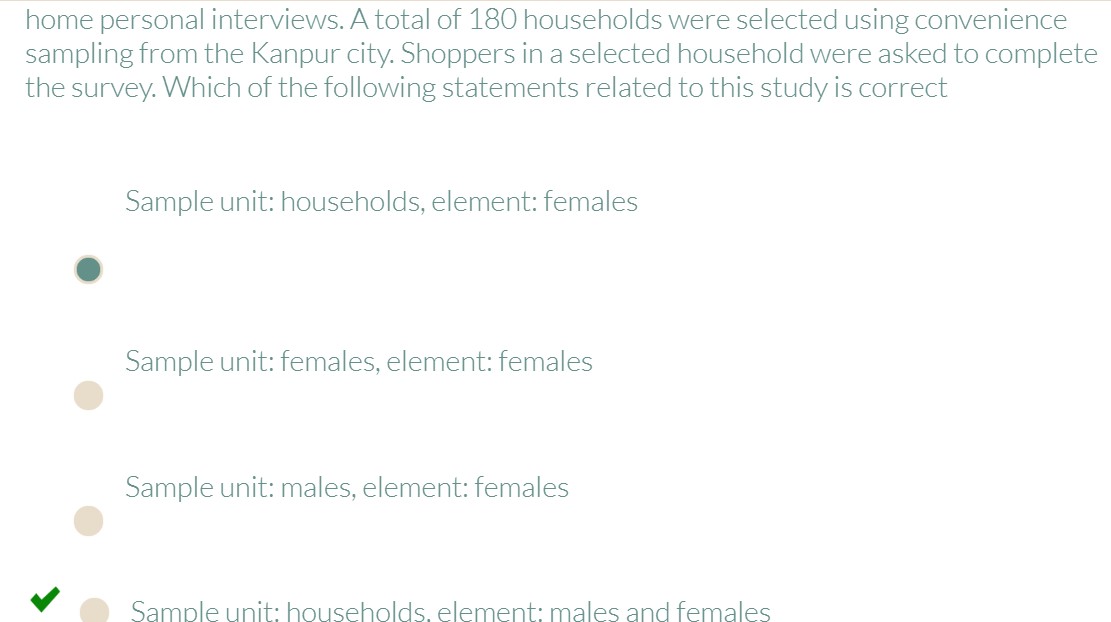 home personal interviews. A total of 180 households were selected using convenience
sampling from the Kanpur city. Shoppers in a selected household were asked to complete
the survey. Which of the following statements related to this study is correct
Sample unit: households, element: females
Sample unit: females, element: females
Sample unit: males, element: females
Sample unit: households, element: males and females